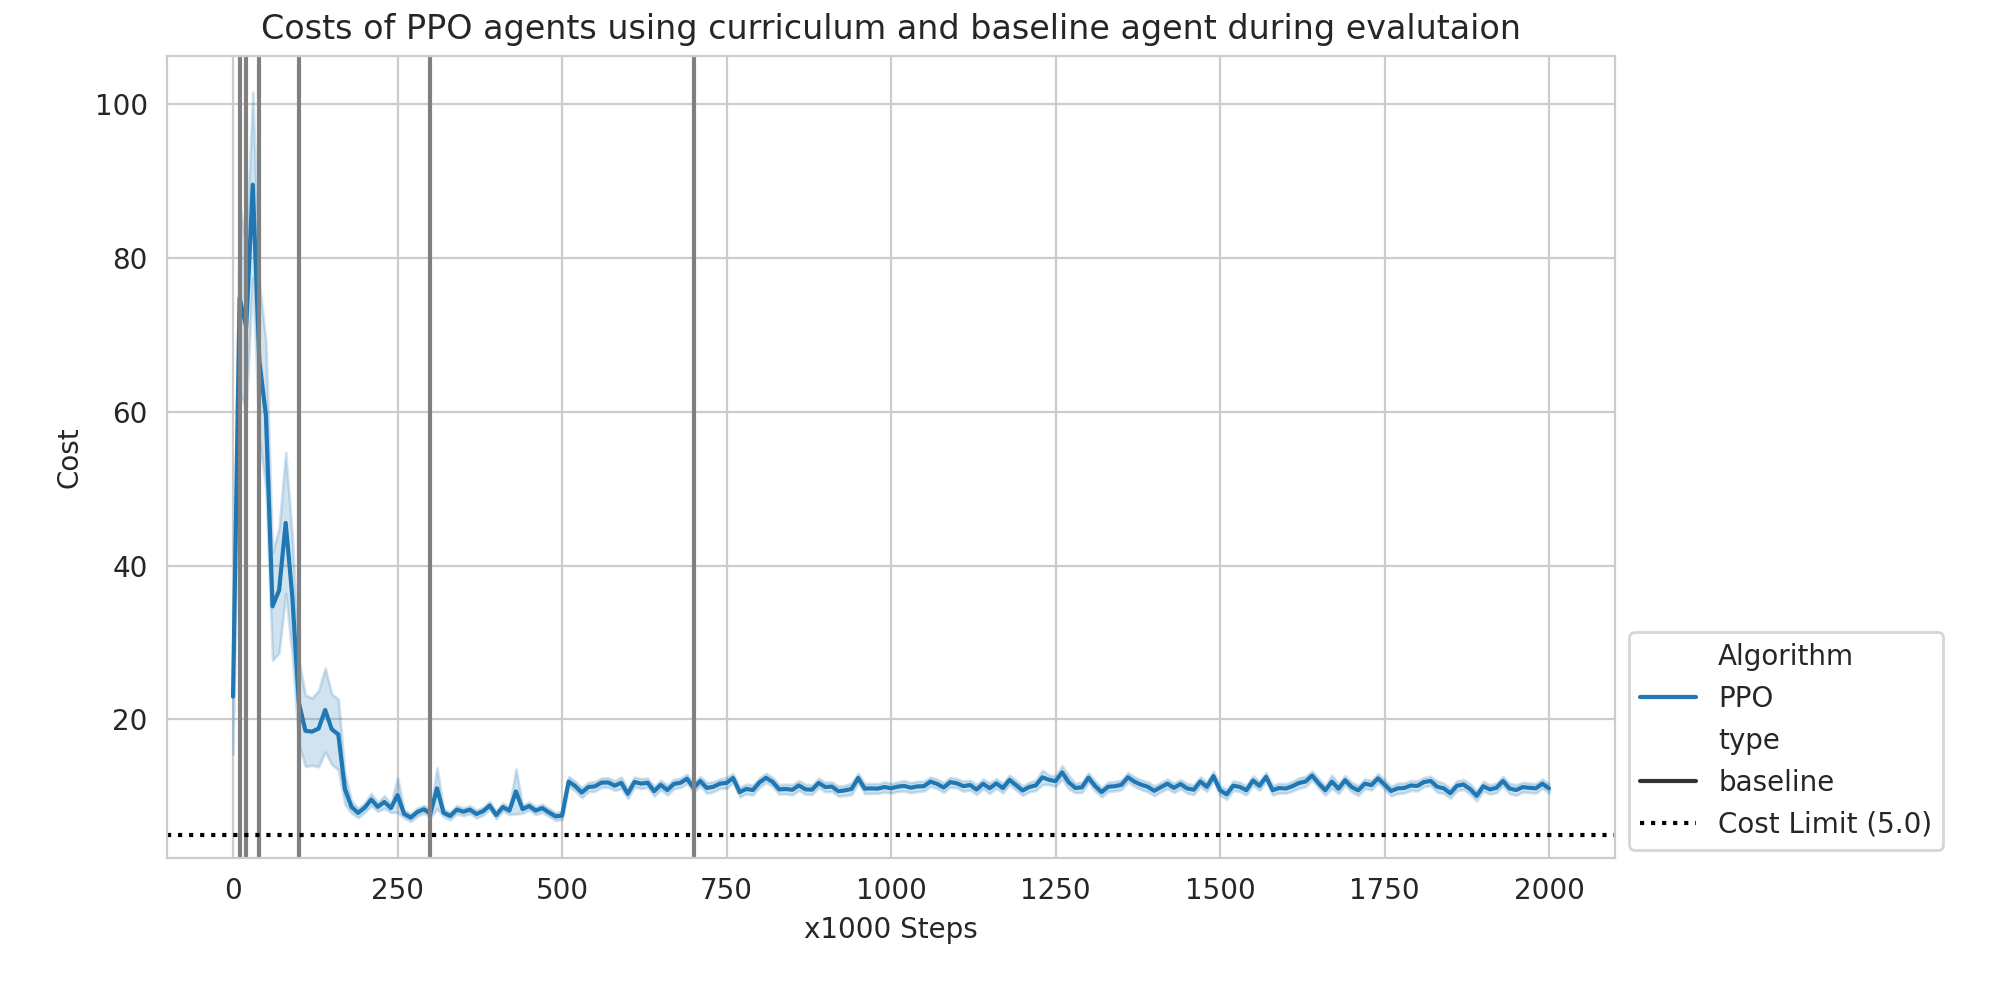 Costs of PPO agents using curriculum and baseline agent during evalutaion
100
80
60
40
20
Cost
0 250 500 750 1000 1250 1500 1750 2000
x1000 Steps
Algorithm
PPO
type
baseline
Cost Limit (5.0)